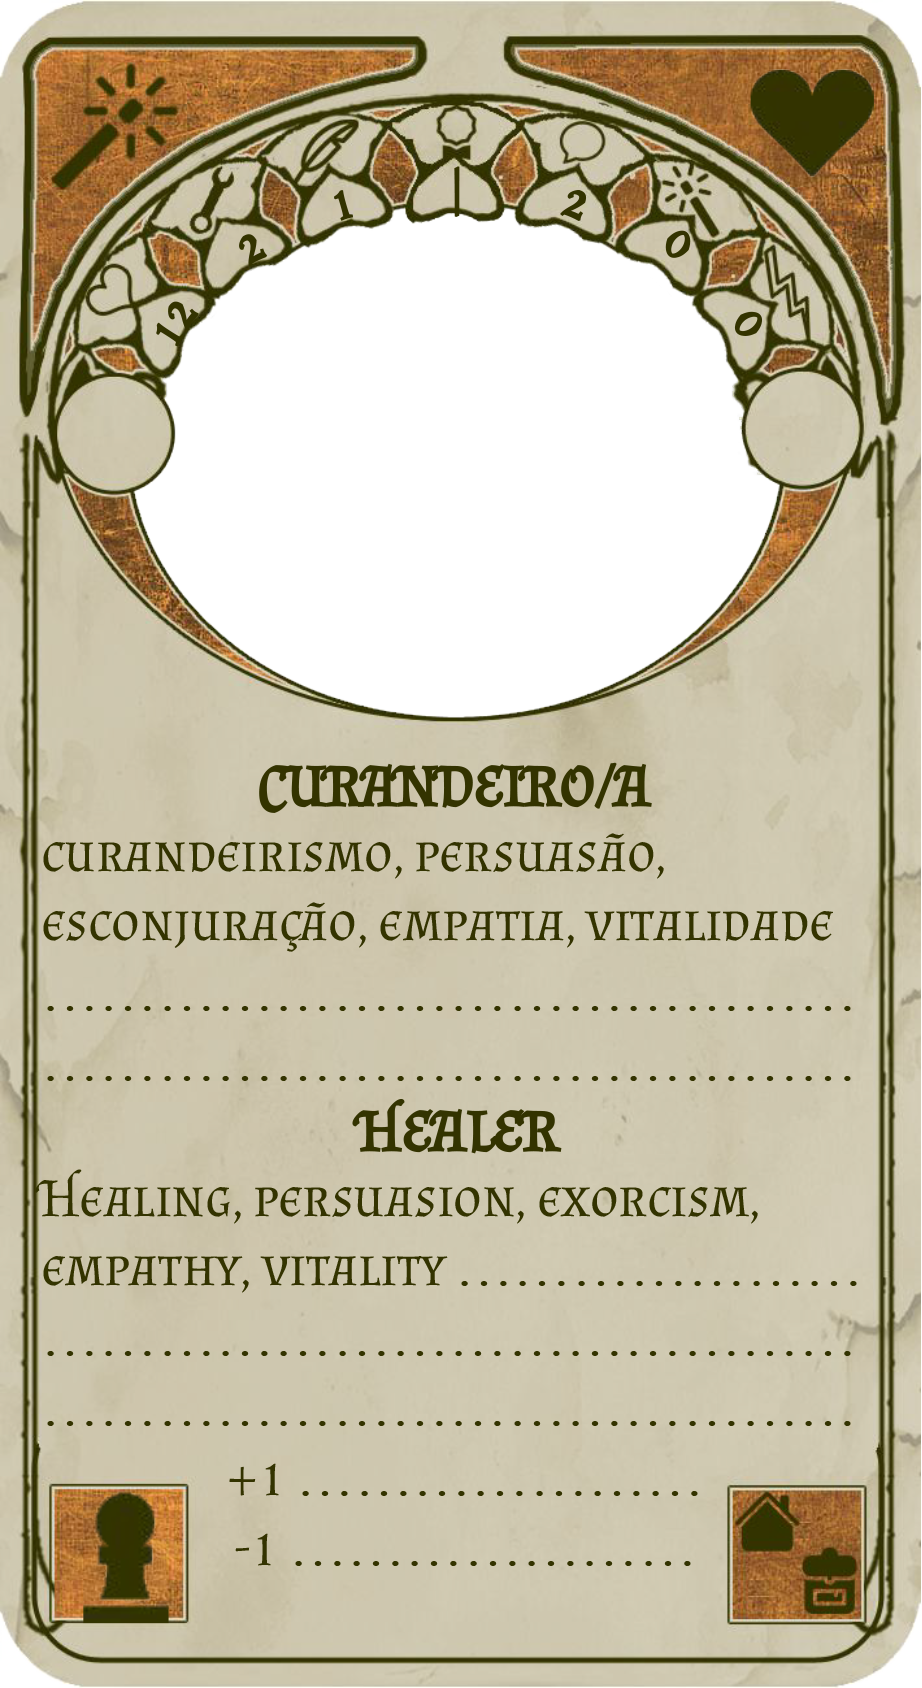 12
2
1
|
2
0
0
CURANDEIRO/A
CURANDEIRISMO, PERSUASÃO,
ESCONJURAÇÃO, EMPATIA, VITALIDADE
..........................................
..........................................
HEALER
HEALING, PERSUASION, EXORCISM,
EMPATHY, VITALITY .....................
..........................................
..........................................
+1 .....................
-1 .....................